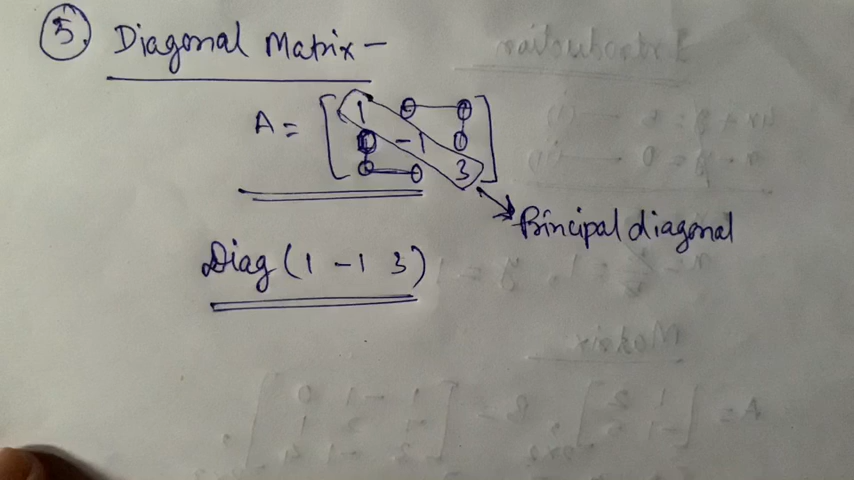 5. Diagonal Matrix -
A = [ 1 0 0
0 -1 0
0 0 3 ]
Principal diagonal
Diag (1 -1 3)